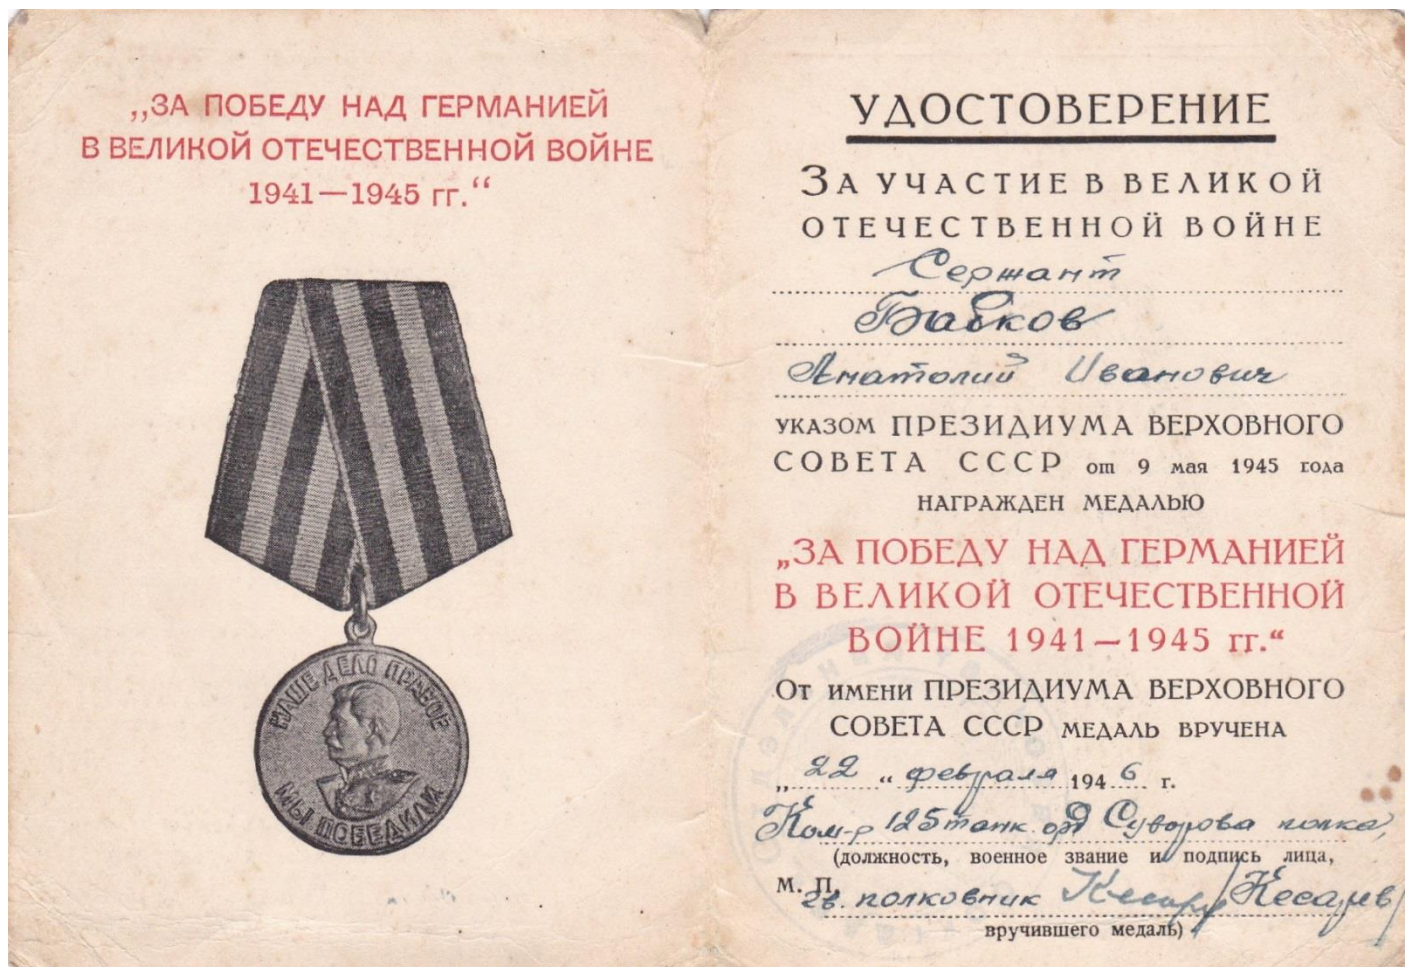 „ЗА ПОБЕДУ НАД ГЕРМАНИЕЙ
В ВЕЛИКОЙ ОТЕЧЕСТВЕННОЙ ВОЙНЕ
1941—1945 гг.“
НАШЕ ДЕЛО ПРАВОЕ
МЫ ПОБЕДИЛИ
УДОСТОВЕРЕНИЕ
ЗА УЧАСТИЕ В ВЕЛИКОЙ
ОТЕЧЕСТВЕННОЙ ВОЙНЕ
Сержант
Бабков
Анатолий Иванович
УКАЗОМ ПРЕЗИДИУМА ВЕРХОВНОГО
СОВЕТА СССР от 9 мая 1945 года
НАГРАЖДЕН МЕДАЛЬЮ
„ЗА ПОБЕДУ НАД ГЕРМАНИЕЙ
В ВЕЛИКОЙ ОТЕЧЕСТВЕННОЙ
ВОЙНЕ 1941—1945 гг.“
ОТ ИМЕНИ ПРЕЗИДИУМА ВЕРХОВНОГО
СОВЕТА СССР МЕДАЛЬ ВРУЧЕНА
„22“ февраля 1946 г.
Ком-р 125 танк. орд Суворова полка,
(должность, военное звание и подпись лица,
М. П. гв. полковник /Кесаев/
вручившего медаль)